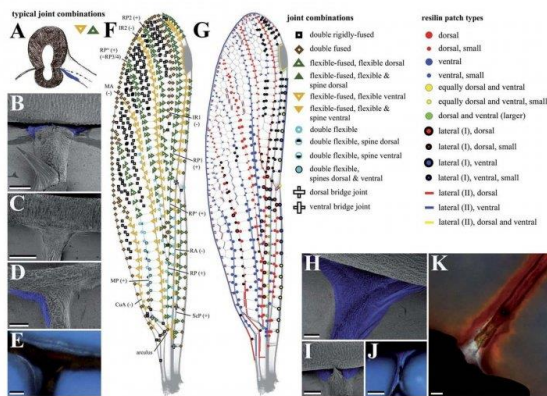 typical joint combinations
A
B
C
D
E
F
RP2 (+)
IR2 (-)
RP" (+)
(=RP3/4)
MA
(-)
IR1
(-)
RP1
(+)
RP' (+)
RA (-)
RP (+)
MP (+)
CuA (-)
ScP (+)
arculus
G
joint combinations
double rigidly-fused
double fused
flexible-fused, flexible dorsal
flexible-fused, flexible &
spine dorsal
flexible-fused, flexible ventral
flexible-fused, flexible &
spine ventral
double flexible
double flexible, spine dorsal
double flexible, spine ventral
double flexible,
spines dorsal & ventral
dorsal bridge joint
ventral bridge joint
resilin patch types
dorsal
dorsal, small
ventral
ventral, small
equally dorsal and ventral
equally dorsal and ventral, small
dorsal and ventral (larger)
lateral (I), dorsal
lateral (I), dorsal, small
lateral (I), ventral
lateral (I), ventral, small
lateral (II), dorsal
lateral (II), ventral
lateral (II), dorsal and ventral
H
I
J
K